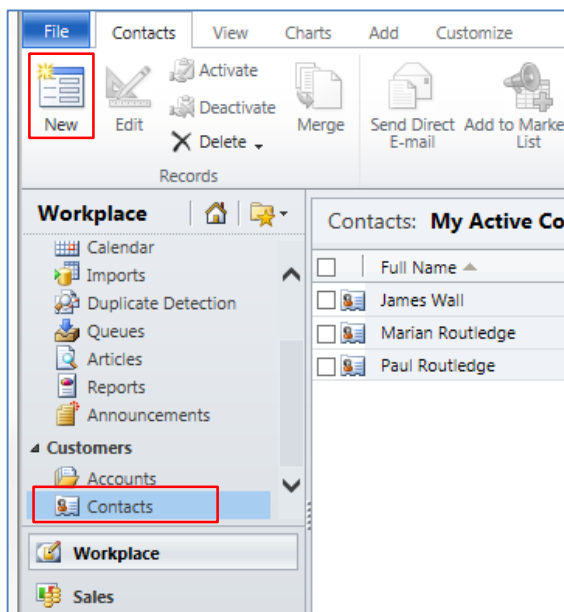 File Contacts View Charts Add Customize
Activate
Deactivate
Delete
New Edit Merge Send Direct E-mail Add to Marke List
Records
Workplace
Contacts: My Active Co
Calendar
Imports
Duplicate Detection
Queues
Articles
Reports
Announcements
Full Name
James Wall
Marian Routledge
Paul Routledge
Customers
Accounts
Contacts
Workplace
Sales